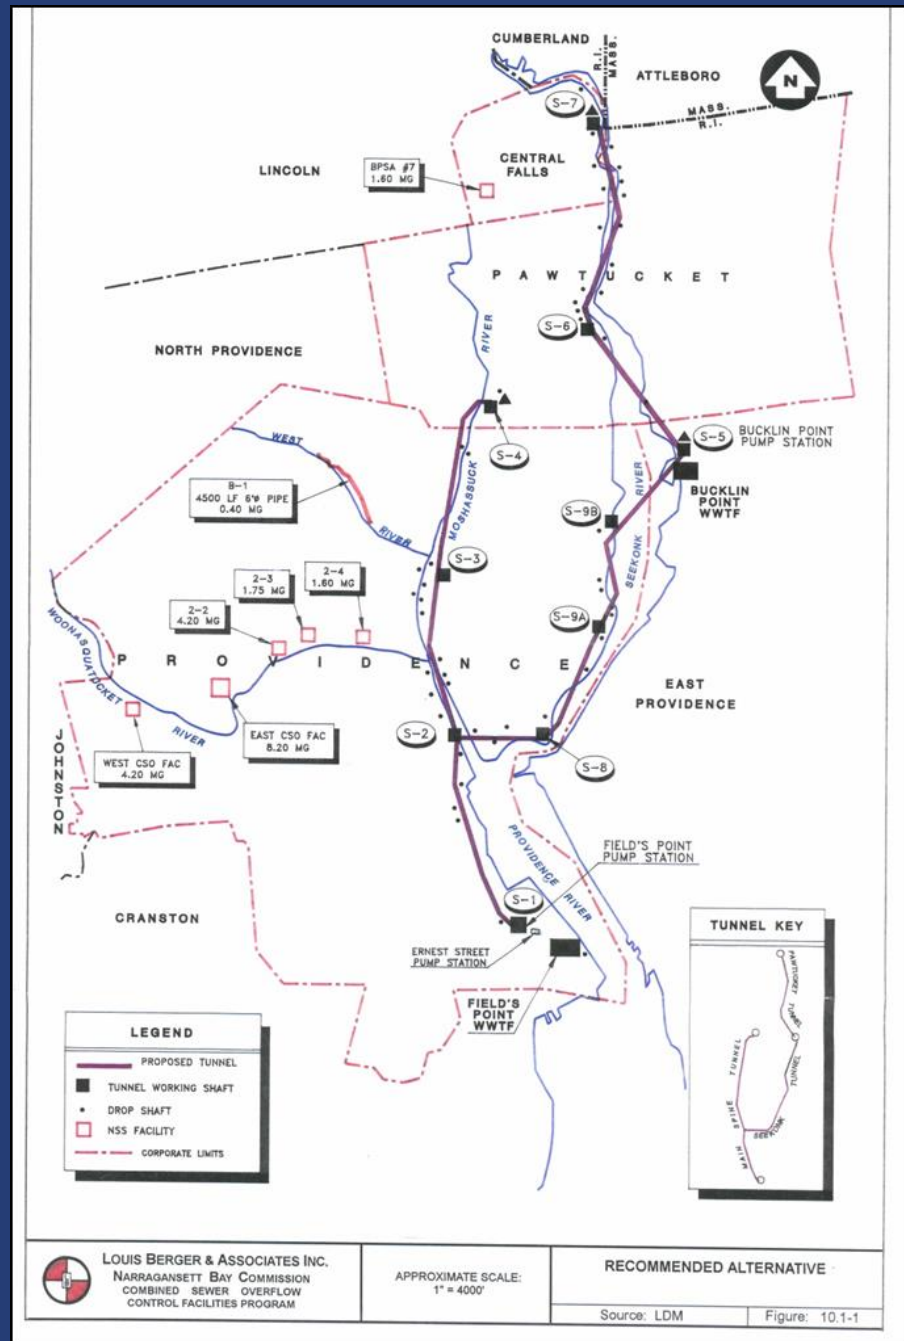 CUMBERLAND
R.I.
MASS.
ATTLEBORO
N
S-7
MASS.
R.I.
LINCOLN
BPSA #7
1.60 MG
CENTRAL
FALLS
PAWTUCKET
RIVER
S-6
NORTH PROVIDENCE
S-4
S-5
BUCKLIN POINT
PUMP STATION
BUCKLIN
POINT
WWTF
WEST
RIVER
B-1
4500 LF 6'ø PIPE
0.40 MG
MOSHASSUCK
S-9B
SEEKONK
RIVER
S-3
2-4
1.60 MG
2-3
1.75 MG
2-2
4.20 MG
S-9A
WOONASQUATUCKET
RIVER
PROVIDENCE
EAST
PROVIDENCE
S-2
EAST CSO FAC
8.20 MG
WEST CSO FAC
4.20 MG
S-8
JOHNSTON
PROVIDENCE RIVER
FIELD'S POINT
PUMP STATION
CRANSTON
S-1
ERNEST STREET
PUMP STATION
FIELD'S
POINT
WWTF
TUNNEL KEY
PAWTUCKET
TUNNEL
TUNNEL
SEEKONK
TUNNEL
SPINE
MAIN
LEGEND
PROPOSED TUNNEL
TUNNEL WORKING SHAFT
DROP SHAFT
NSS FACILITY
CORPORATE LIMITS
LOUIS BERGER & ASSOCIATES INC.
NARRAGANSETT BAY COMMISSION
COMBINED SEWER OVERFLOW
CONTROL FACILITIES PROGRAM
APPROXIMATE SCALE:
1" = 4000'
RECOMMENDED ALTERNATIVE
Source: LDM
Figure: 10.1-1